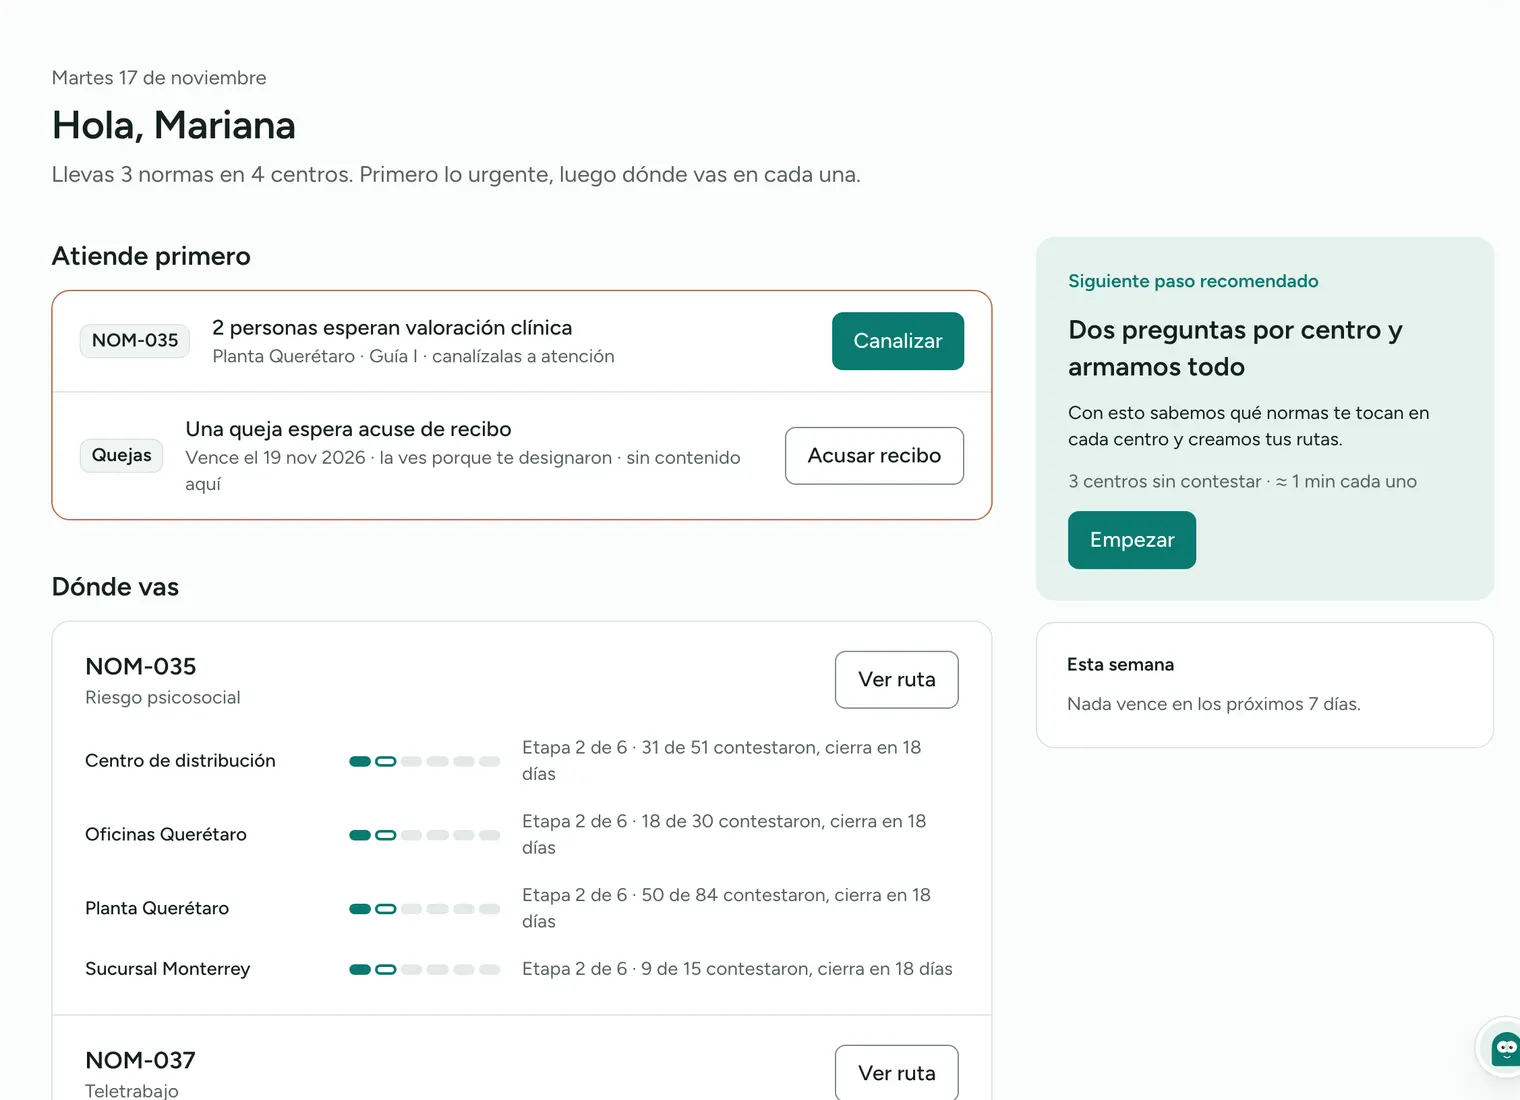 Martes 17 de noviembre
Hola, Mariana
Llevas 3 normas en 4 centros. Primero lo urgente, luego dónde vas en cada una.
Atiende primero
NOM-035
2 personas esperan valoración clínica
Planta Querétaro · Guía I · canalízalas a atención
Canalizar
Quejas
Una queja espera acuse de recibo
Vence el 19 nov 2026 · la ves porque te designaron · sin contenido
aquí
Acusar recibo
Dónde vas
NOM-035
Riesgo psicosocial
Ver ruta
Centro de distribución
Etapa 2 de 6 · 31 de 51 contestaron, cierra en 18
días
Oficinas Querétaro
Etapa 2 de 6 · 18 de 30 contestaron, cierra en 18
días
Planta Querétaro
Etapa 2 de 6 · 50 de 84 contestaron, cierra en 18
días
Sucursal Monterrey
Etapa 2 de 6 · 9 de 15 contestaron, cierra en 18 días
NOM-037
Teletrabajo
Ver ruta
Siguiente paso recomendado
Dos preguntas por centro y
armamos todo
Con esto sabemos qué normas te tocan en
cada centro y creamos tus rutas.
3 centros sin contestar · ≈ 1 min cada uno
Empezar
Esta semana
Nada vence en los próximos 7 días.